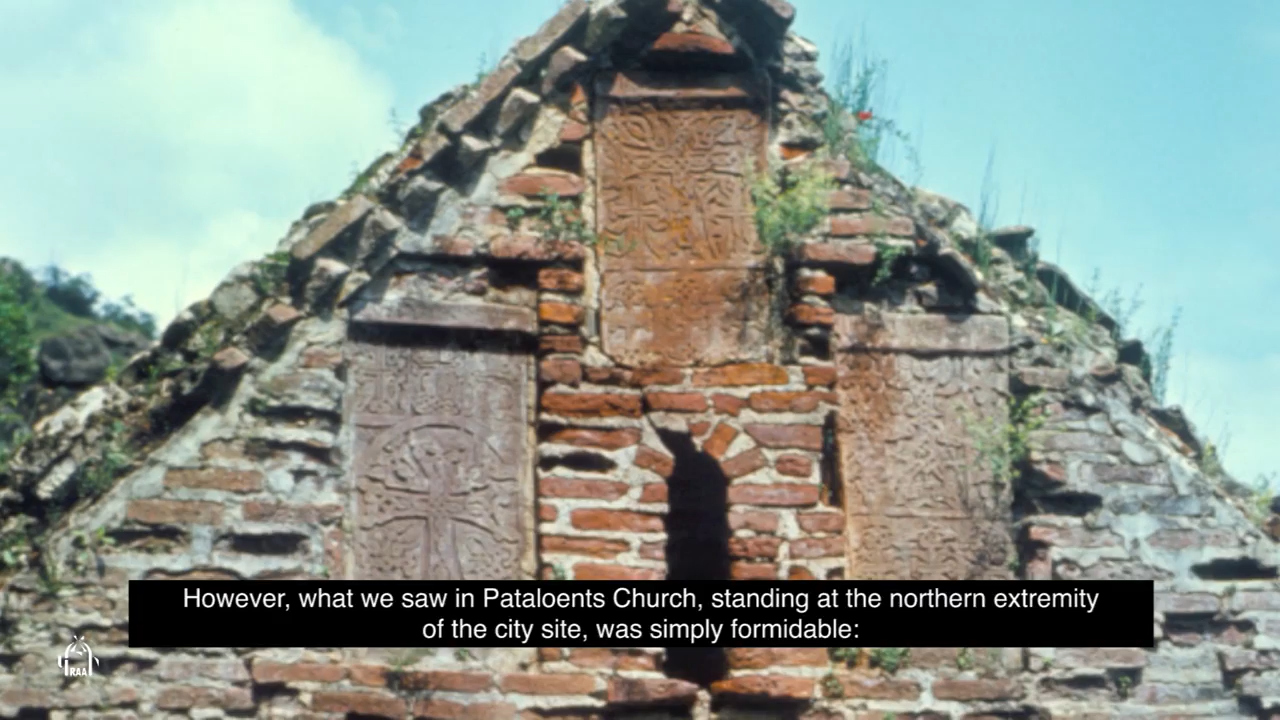 However, what we saw in Pataloents Church, standing at the northern extremity
of the city site, was simply formidable:
RAA